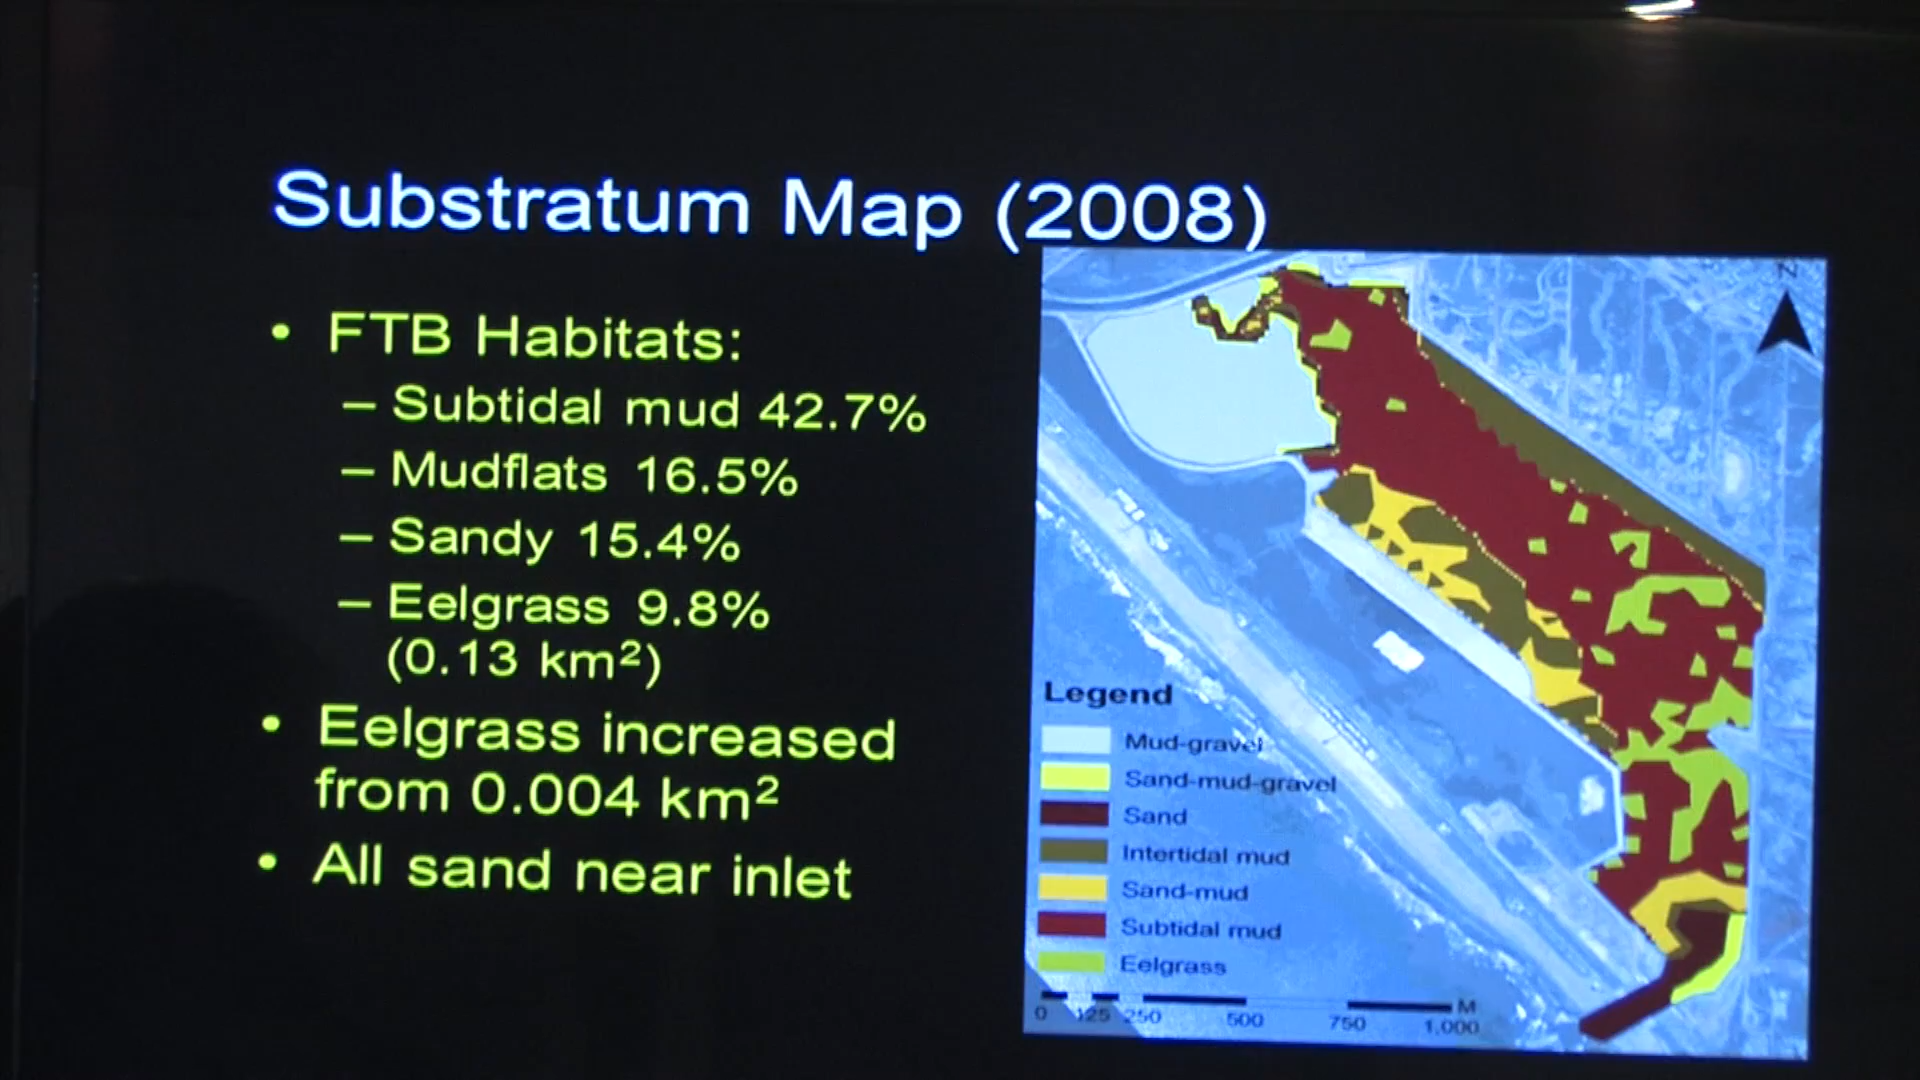 Substratum Map (2008)
• FTB Habitats:
– Subtidal mud 42.7%
– Mudflats 16.5%
– Sandy 15.4%
– Eelgrass 9.8%
(0.13 km²)
• Eelgrass increased
from 0.004 km²
• All sand near inlet
N
Legend
Mud-gravel
Sand-mud-gravel
Sand
Intertidal mud
Sand-mud
Subtidal mud
Eelgrass
M
0 125 250 500 750 1,000